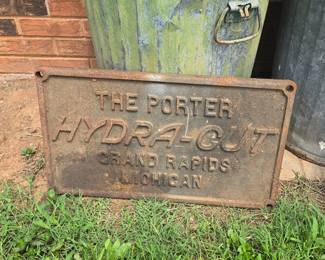 THE PORTER
HYDRA-CUT
GRAND RAPIDS
MICHIGAN